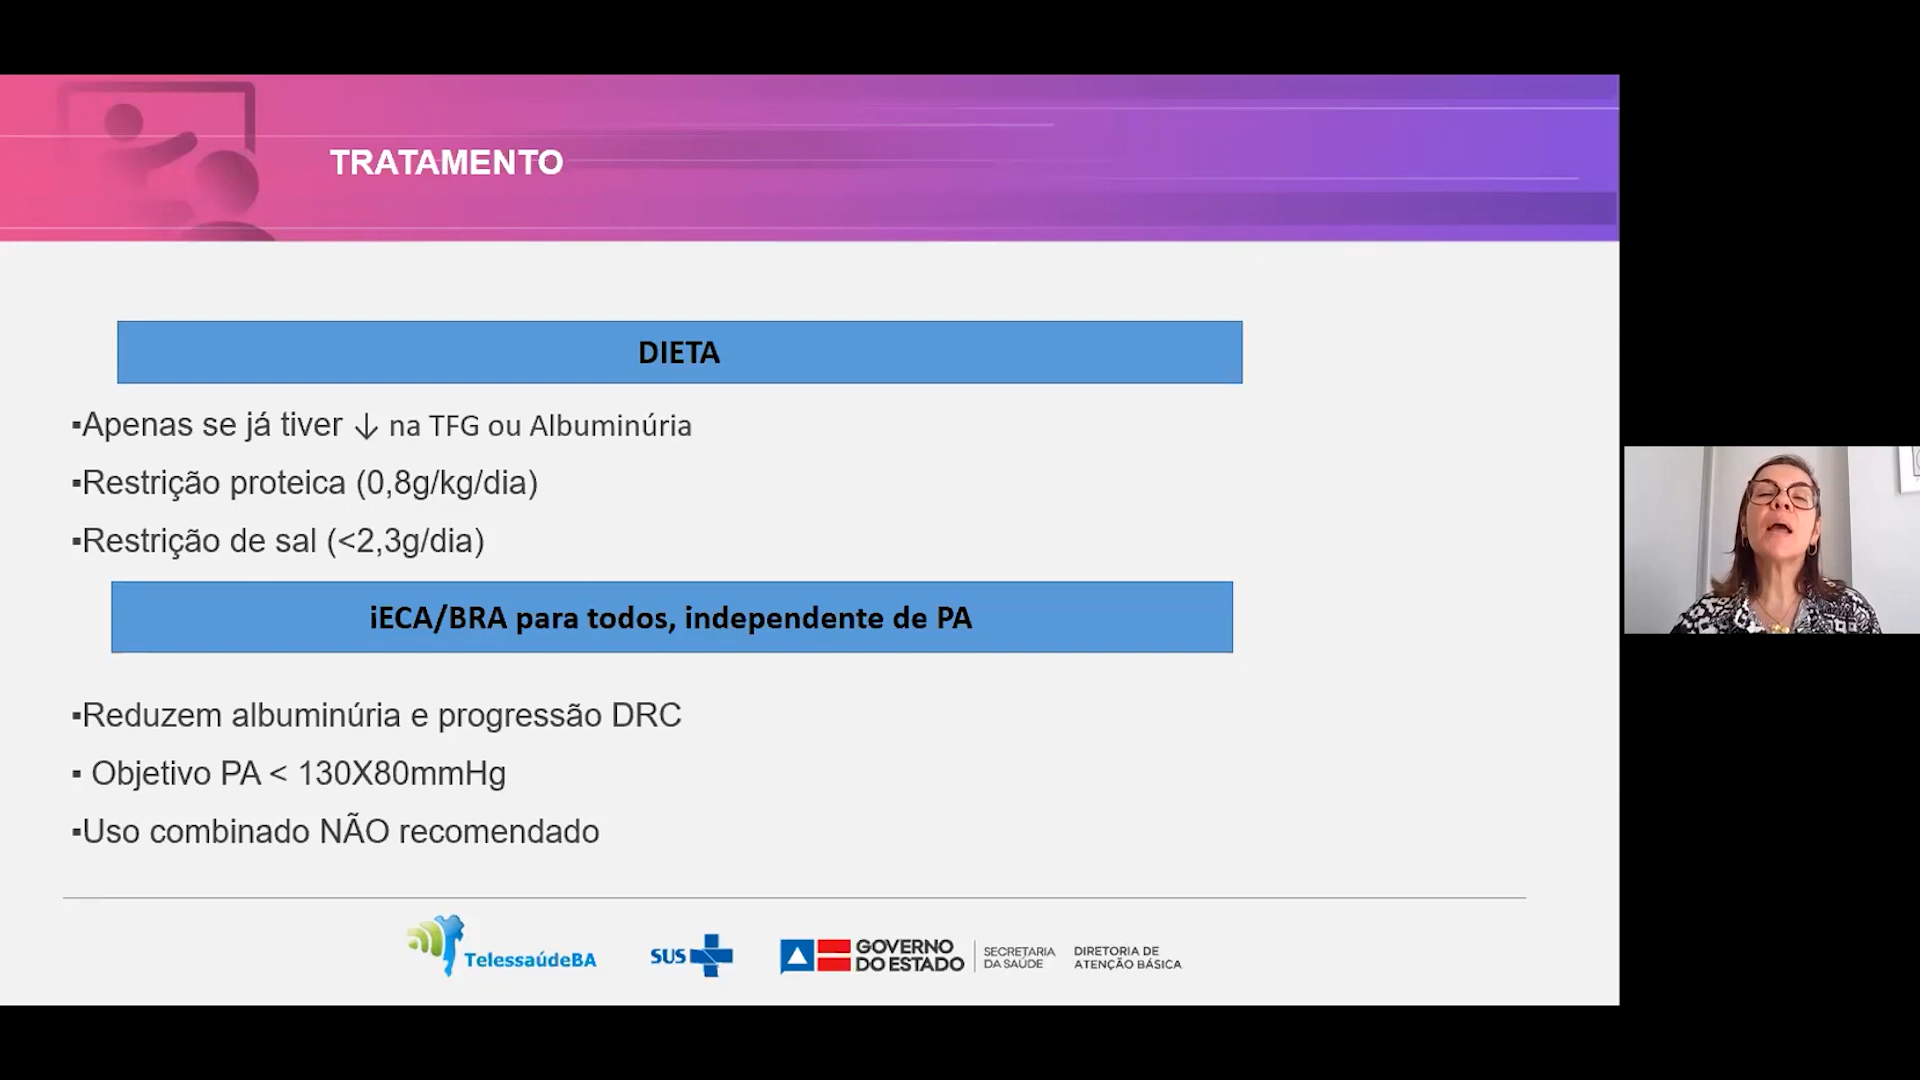 TRATAMENTO
DIETA
▪Apenas se já tiver ↓ na TFG ou Albuminúria
▪Restrição proteica (0,8g/kg/dia)
▪Restrição de sal (<2,3g/dia)
iECA/BRA para todos, independente de PA
▪Reduzem albuminúria e progressão DRC
▪ Objetivo PA < 130X80mmHg
▪Uso combinado NÃO recomendado
TelessaúdeBA
SUS
GOVERNO
DO ESTADO
SECRETARIA
DA SAÚDE
DIRETORIA DE
ATENÇÃO BÁSICA